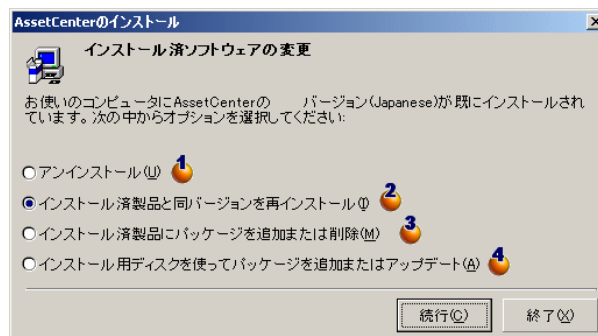 AssetCenterのインストール
インストール済ソフトウェアの変更
お使いのコンピュータにAssetCenterの バージョン(Japanese)が既にインストールされ
ています。次の中からオプションを選択してください:
アンインストール(U) 1
インストール済製品と同バージョンを再インストール(I) 2
インストール済製品にパッケージを追加または削除(M) 3
インストール用ディスクを使ってパッケージを追加またはアップデート(A) 4
続行(C) 終了(X)